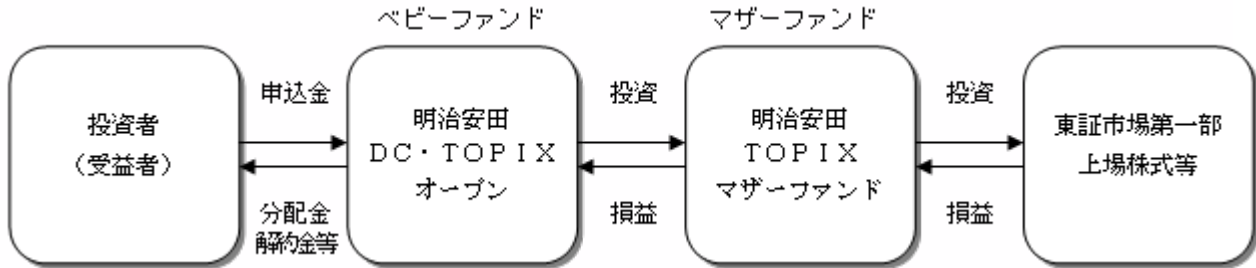 ベビーファンド
マザーファンド
投資者
（受益者）
申込金
分配金
解約金等
明治安田
ＤＣ・ＴＯＰＩＸ
オープン
投資
損益
明治安田
ＴＯＰＩＸ
マザーファンド
投資
損益
東証市場第一部
上場株式等